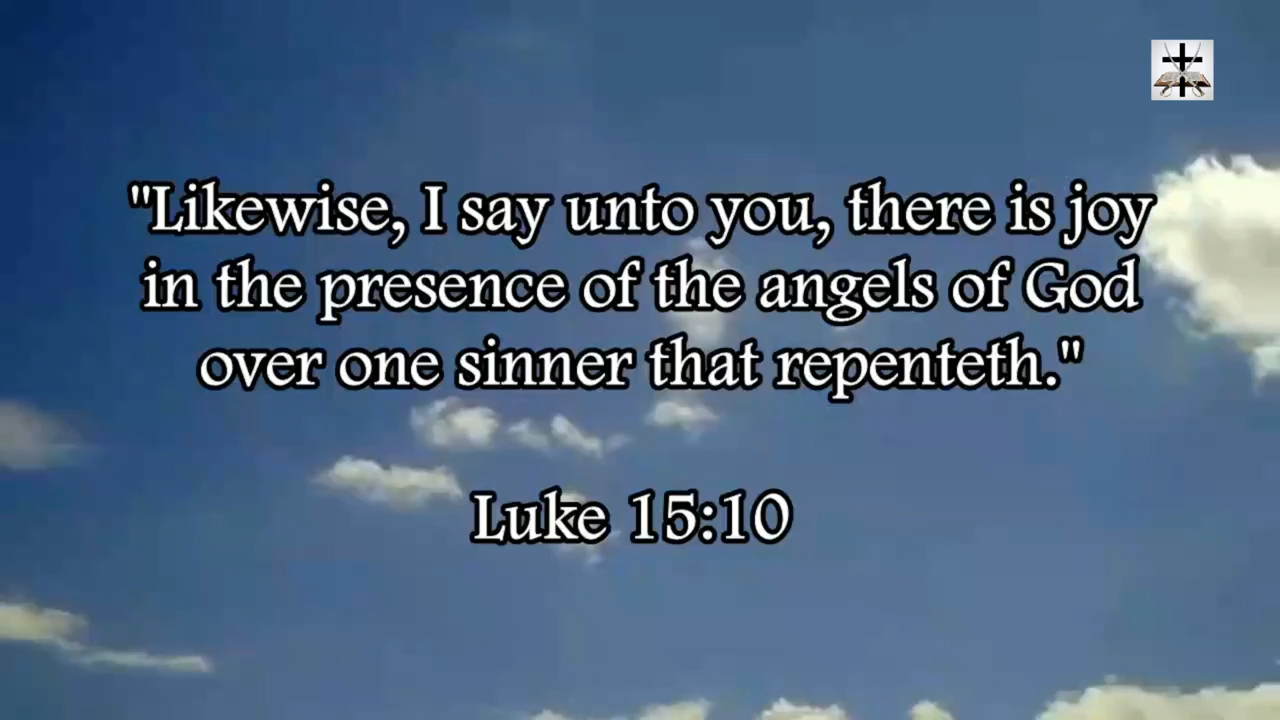 "Likewise, I say unto you, there is joy
in the presence of the angels of God
over one sinner that repenteth."
Luke 15:10